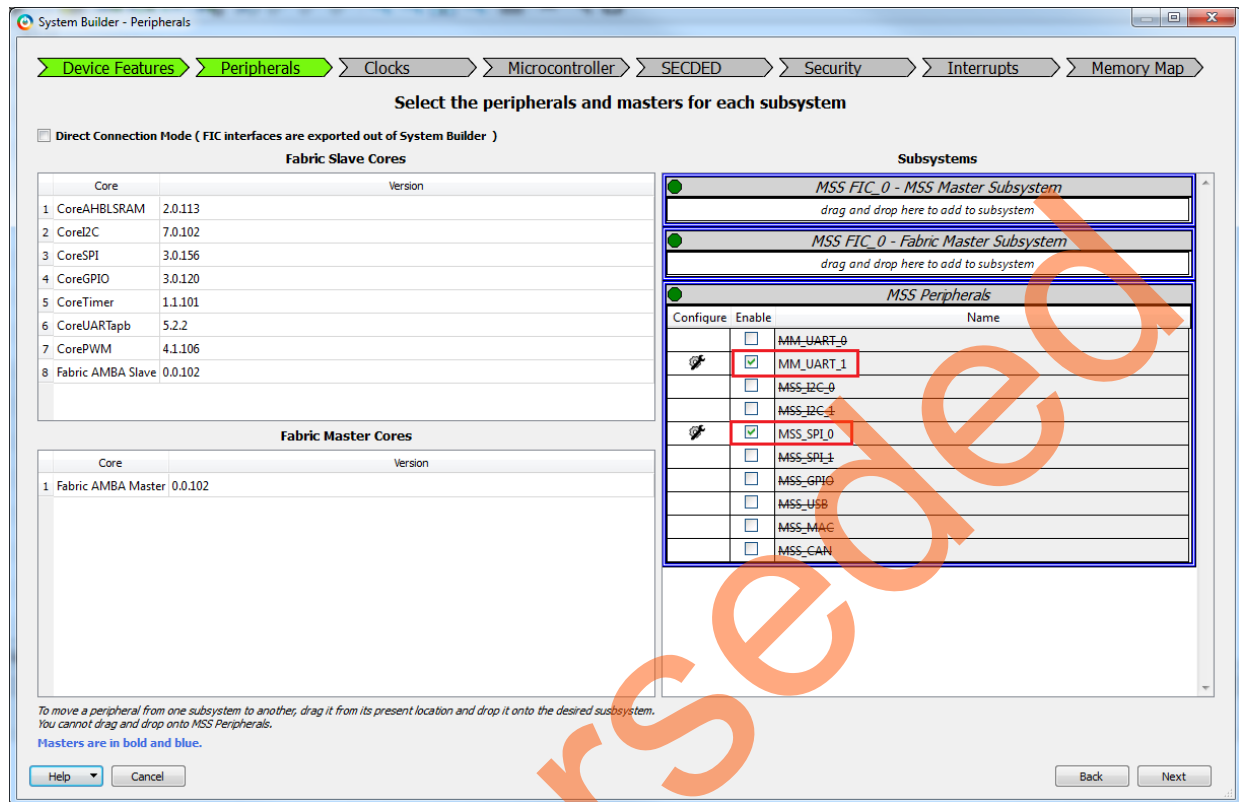 System Builder - Peripherals
Device Features Peripherals Clocks Microcontroller SECDED Security Interrupts Memory Map
Select the peripherals and masters for each subsystem
Direct Connection Mode ( FIC interfaces are exported out of System Builder )
Fabric Slave Cores
Core Version
1 CoreAHBLSRAM 2.0.113
2 CoreI2C 7.0.102
3 CoreSPI 3.0.156
4 CoreGPIO 3.0.120
5 CoreTimer 1.1.101
6 CoreUARTapb 5.2.2
7 CorePWM 4.1.106
8 Fabric AMBA Slave 0.0.102
Fabric Master Cores
Core Version
1 Fabric AMBA Master 0.0.102
Subsystems
MSS FIC_0 - MSS Master Subsystem
drag and drop here to add to subsystem
MSS FIC_0 - Fabric Master Subsystem
drag and drop here to add to subsystem
MSS Peripherals
Configure Enable Name
MM_UART_0
MM_UART_1
MSS_I2C_0
MSS_I2C_1
MSS_SPI_0
MSS_SPI_1
MSS_GPIO
MSS_USB
MSS_MAC
MSS_CAN
To move a peripheral from one subsystem to another, drag it from its present location and drop it onto the desired susbsystem.
You cannot drag and drop onto MSS Peripherals.
Masters are in bold and blue.
Help Cancel Back Next
rseded